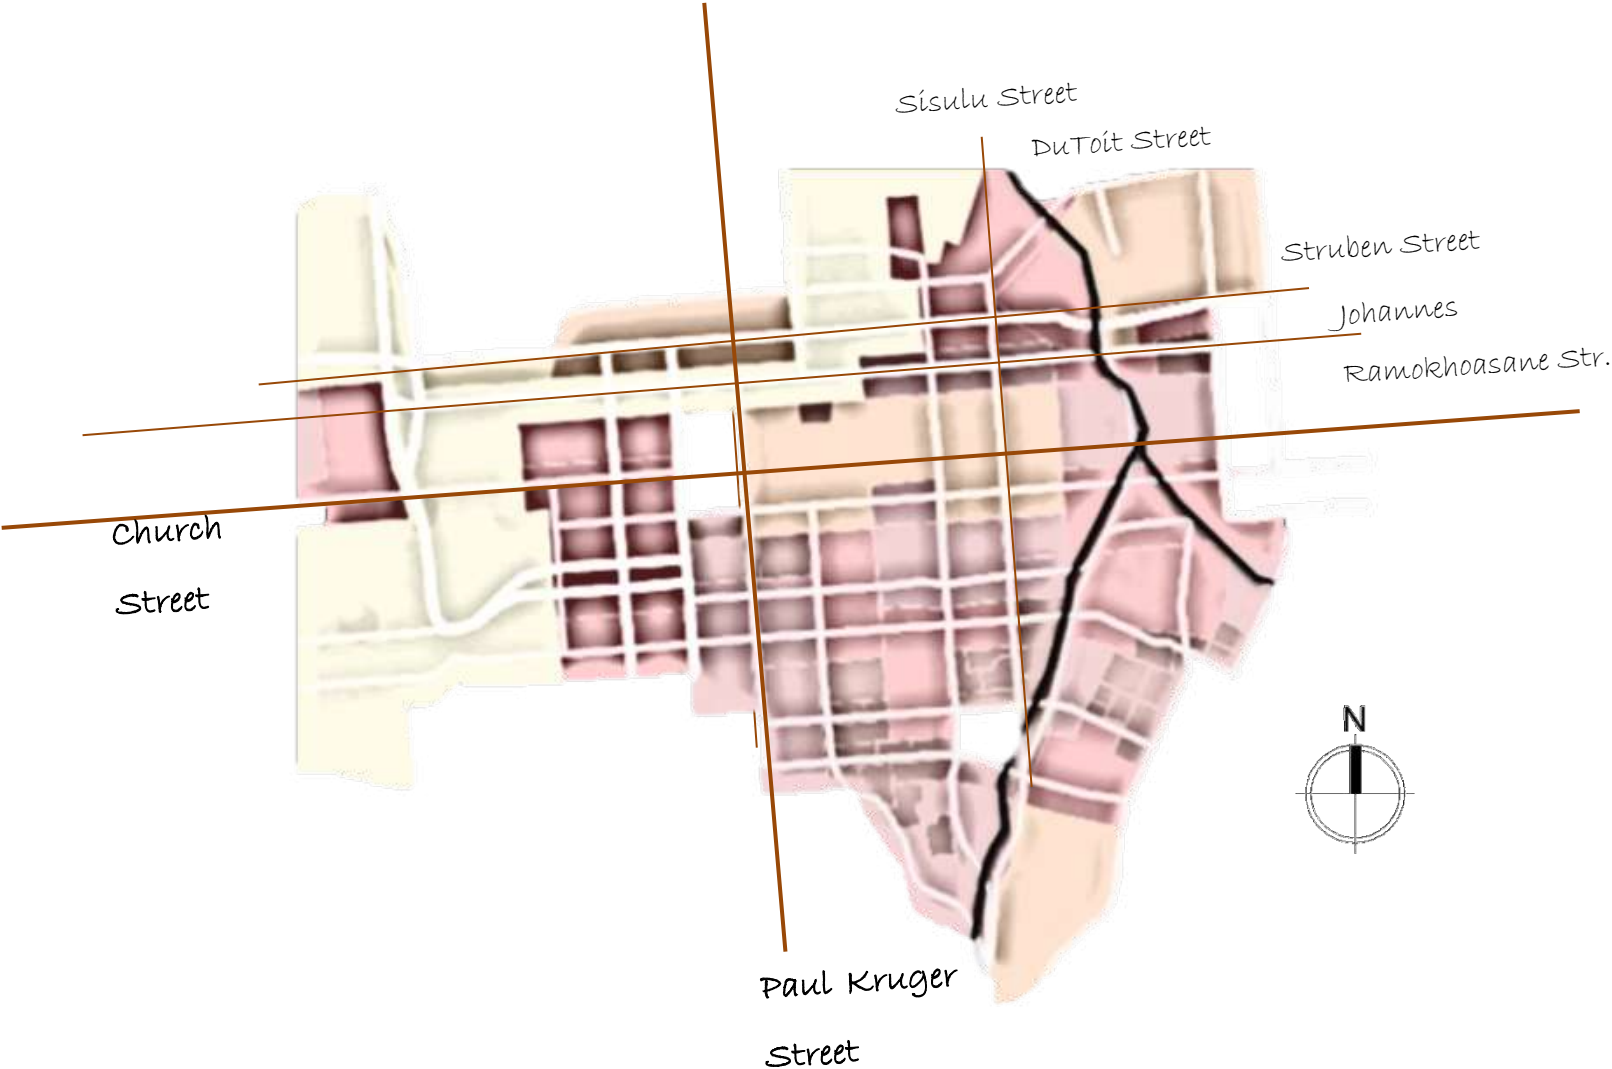 Sisulu Street
DuToit Street
Struben Street
Johannes
Ramokhoasane Str.
Church
Street
N
Paul Kruger
Street